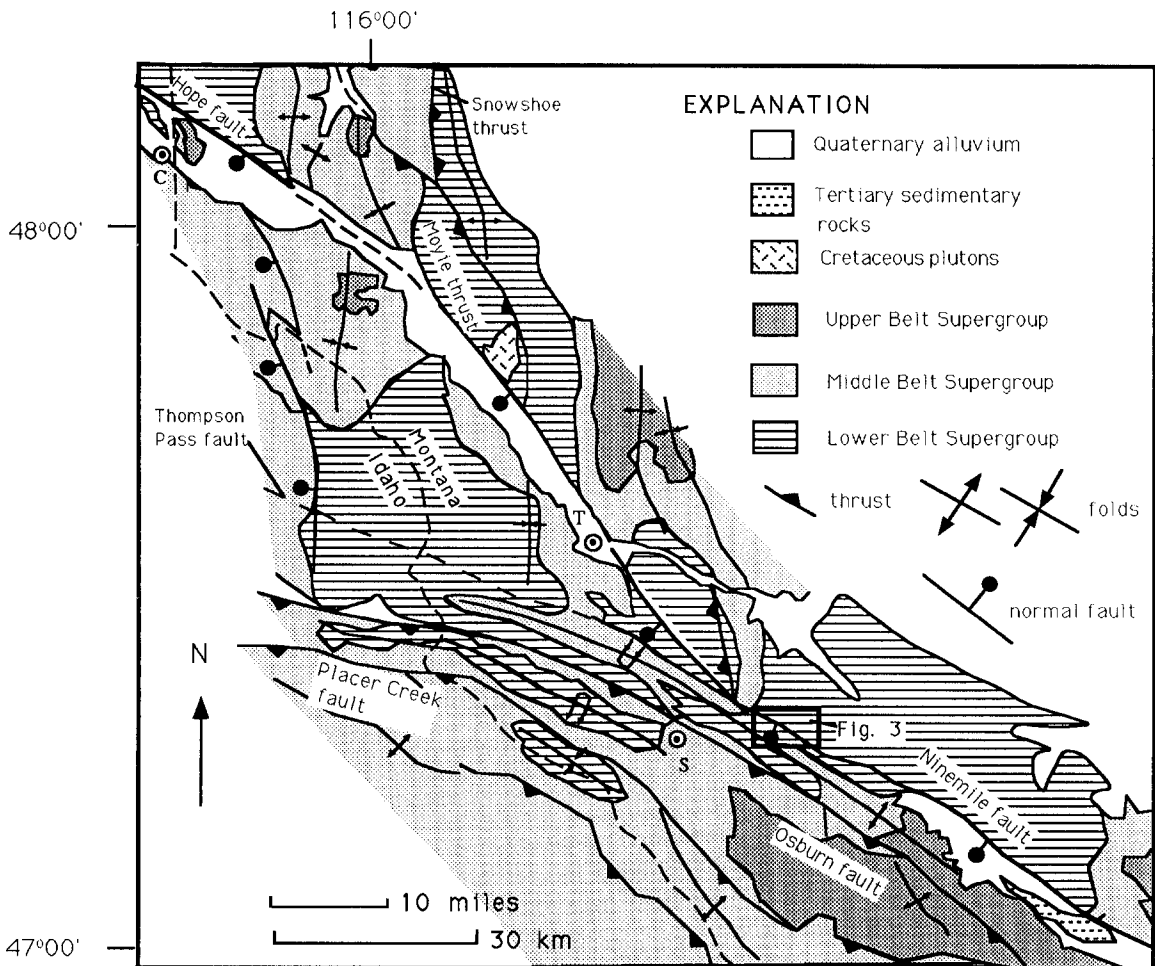 116°00'
Hope fault
Snowshoe
thrust
C
48°00'
Moyie thrust
Thompson
Pass fault
Montana
Idaho
T
N
Placer Creek
fault
S
Fig. 3
Ninemile fault
Osburn fault
10 miles
30 km
47°00'
EXPLANATION
Quaternary alluvium
Tertiary sedimentary
rocks
Cretaceous plutons
Upper Belt Supergroup
Middle Belt Supergroup
Lower Belt Supergroup
thrust
folds
normal fault